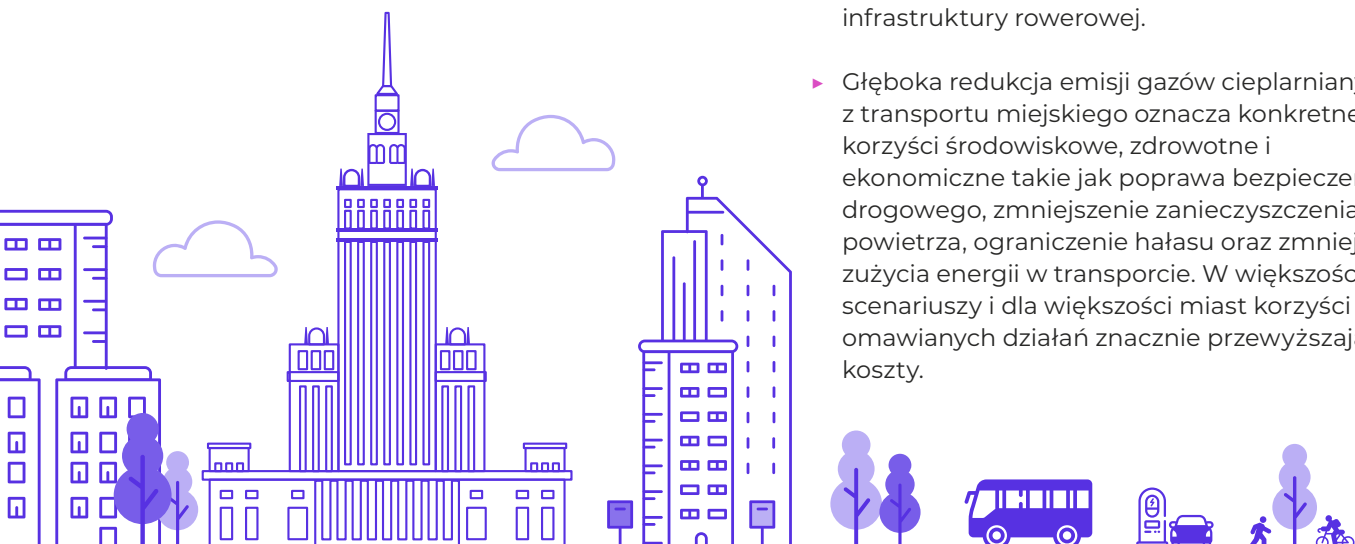 infrastruktury rowerowej.
► Głęboka redukcja emisji gazów
z transportu miejskiego oznacza konkretne
korzyści środowiskowe, zdrowotne i
ekonomiczne takie jak poprawa
drogowego, zmniejszenie zanieczyszczenia
powietrza, ograniczenie hałasu oraz
zużycia energii w transporcie. W
scenariuszy i dla większości miast korzyści
omawianych działań znacznie przewyższają
koszty.